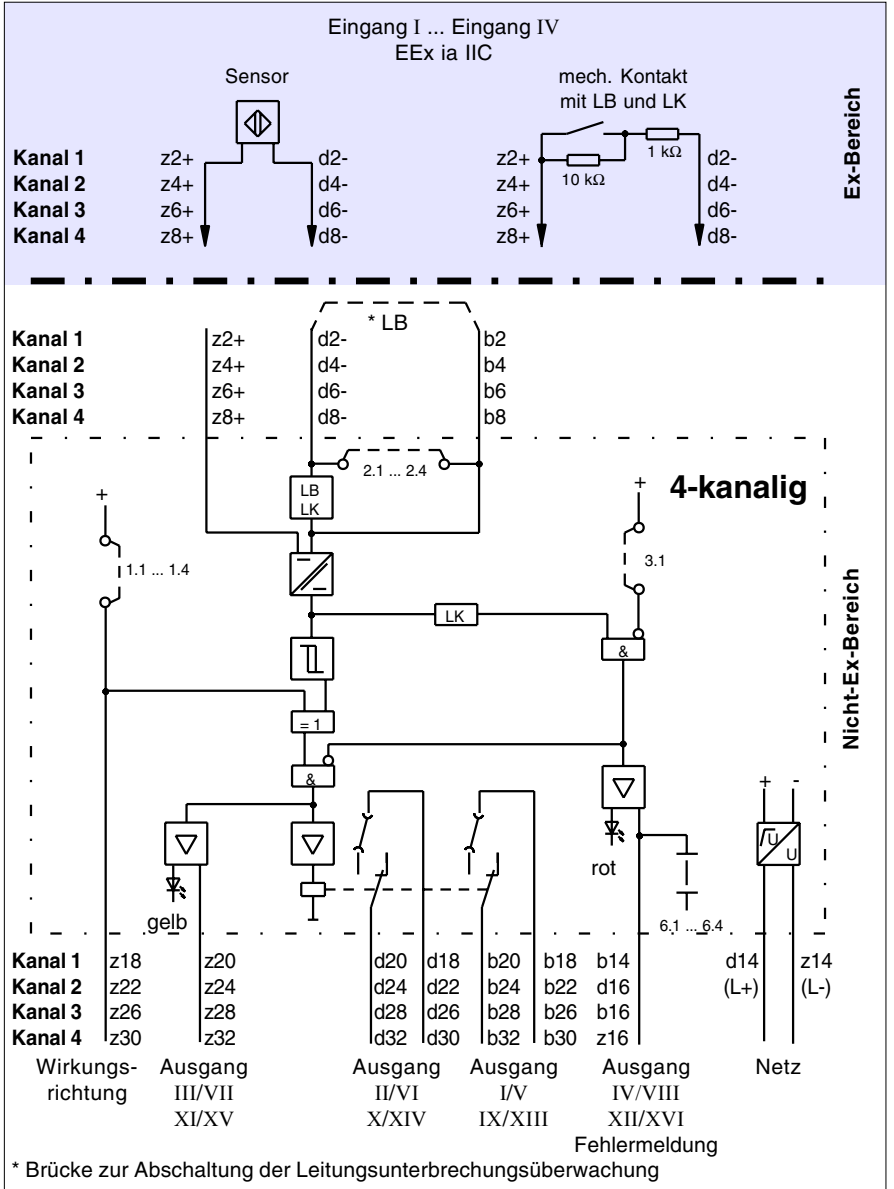 Eingang I ... Eingang IV
EEx ia IIC
Sensor
mech. Kontakt
mit LB und LK
Ex-Bereich
1 kΩ
10 kΩ
Kanal 1 z2+ d2- z2+ d2-
Kanal 2 z4+ d4- z4+ d4-
Kanal 3 z6+ d6- z6+ d6-
Kanal 4 z8+ d8- z8+ d8-
* LB
Kanal 1 z2+ d2- b2
Kanal 2 z4+ d4- b4
Kanal 3 z6+ d6- b6
Kanal 4 z8+ d8- b8
2.1 ... 2.4
4-kanalig
LB
LK
+
+
1.1 ... 1.4
3.1
Nicht-Ex-Bereich
LK
&
= 1
&
+ -
U
U
rot
gelb
6.1 ... 6.4
Kanal 1 z18 z20 d20 d18 b20 b18 b14 d14 z14
Kanal 2 z22 z24 d24 d22 b24 b22 d16 (L+) (L-)
Kanal 3 z26 z28 d28 d26 b28 b26 b16
Kanal 4 z30 z32 d32 d30 b32 b30 z16
Wirkungs- Ausgang Ausgang Ausgang Ausgang Netz
richtung III/VII II/VI I/V IV/VIII
XI/XV X/XIV IX/XIII XII/XVI
Fehlermeldung
* Brücke zur Abschaltung der Leitungsunterbrechungsüberwachung